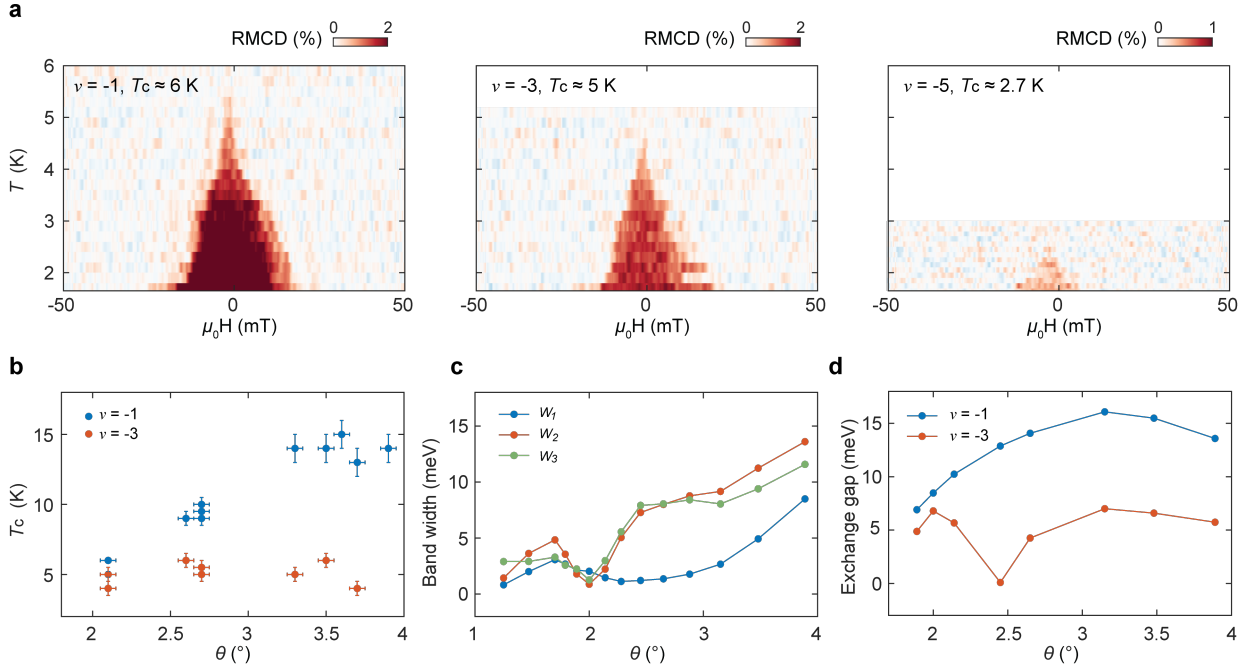 a
RMCD (%) 0 2
RMCD (%) 0 2
RMCD (%) 0 1
ν = -1, Tc ≈ 6 K
ν = -3, Tc ≈ 5 K
ν = -5, Tc ≈ 2.7 K
6
5
4
3
2
T (K)
-50 0 50
-50 0 50
-50 0 50
μ0H (mT)
μ0H (mT)
μ0H (mT)
b
ν = -1
ν = -3
15
10
5
Tc (K)
2 2.5 3 3.5 4
θ (°)
c
W1
W2
W3
15
10
5
0
Band width (meV)
1 2 3 4
θ (°)
d
ν = -1
ν = -3
15
10
5
0
Exchange gap (meV)
2 2.5 3 3.5 4
θ (°)